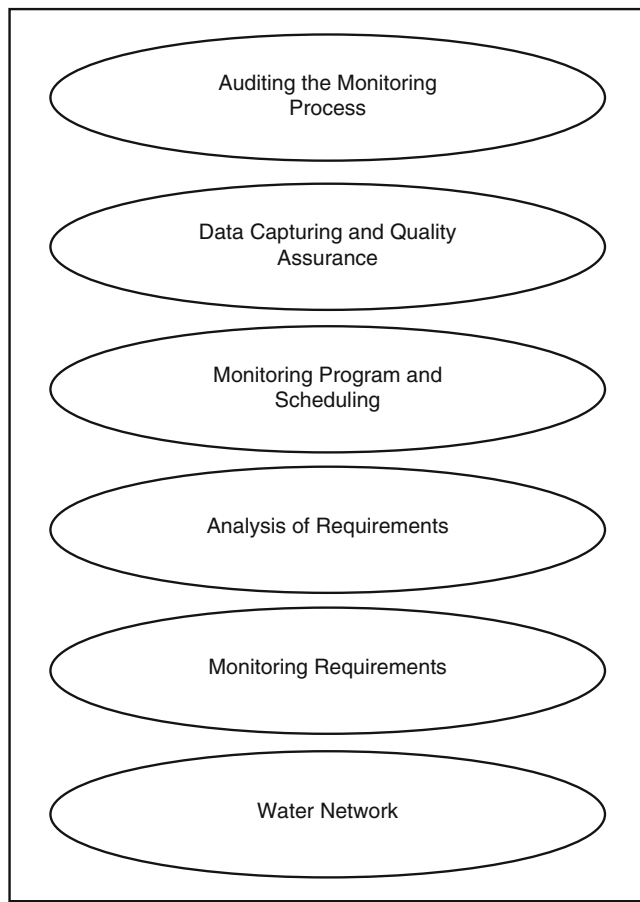 Auditing the Monitoring
Process
Data Capturing and Quality
Assurance
Monitoring Program and
Scheduling
Analysis of Requirements
Monitoring Requirements
Water Network